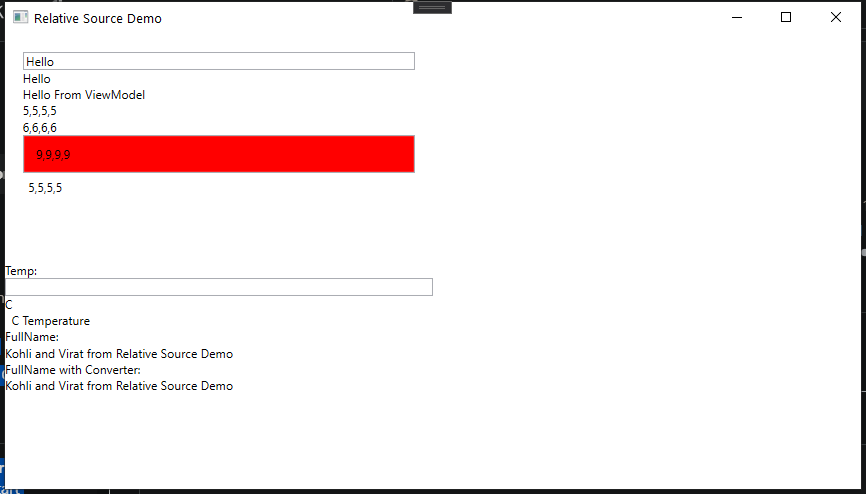 Relative Source Demo
Hello
Hello
Hello From ViewModel
5,5,5,5
6,6,6,6
9,9,9,9
5,5,5,5
Temp:
C
C Temperature
FullName:
Kohli and Virat from Relative Source Demo
FullName with Converter:
Kohli and Virat from Relative Source Demo